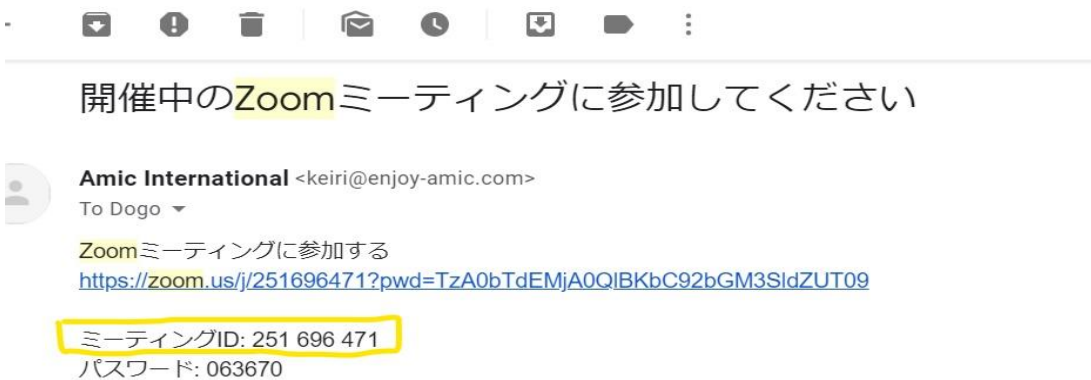 開催中のZoomミーティングに参加してください
Amic International <keiri@enjoy-amic.com>
To Dogo
Zoomミーティングに参加する
https://zoom.us/j/251696471?pwd=TzA0bTdEMjA0QlBKbC92bGM3SldZUT09
ミーティングID: 251 696 471
パスワード: 063670